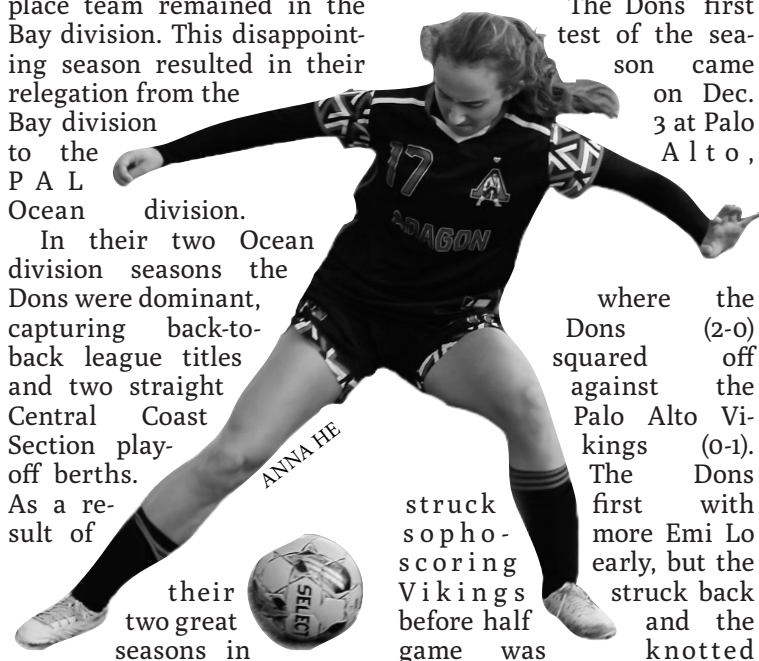 place team remained in the
Bay division. This disappoint-
ing season resulted in their
relegation from the
Bay division
to the
PAL
Ocean division.
In their two Ocean
division seasons the
Dons were dominant,
capturing back-to-
back league titles
and two straight
Central Coast
Section play-
off berths.
As a re-
sult of
their
two great
seasons in
The Dons first
test of the sea-
son came
on Dec.
3 at Palo
Alto,
where the
Dons (2-0)
squared off
against the
Palo Alto Vi-
kings (0-1).
The Dons
struck first with
sopho- more Emi Lo
scoring early, but the
Vikings struck back
before half and the
game was knotted
17
A
ARAGON
ANNA HE
SELECT